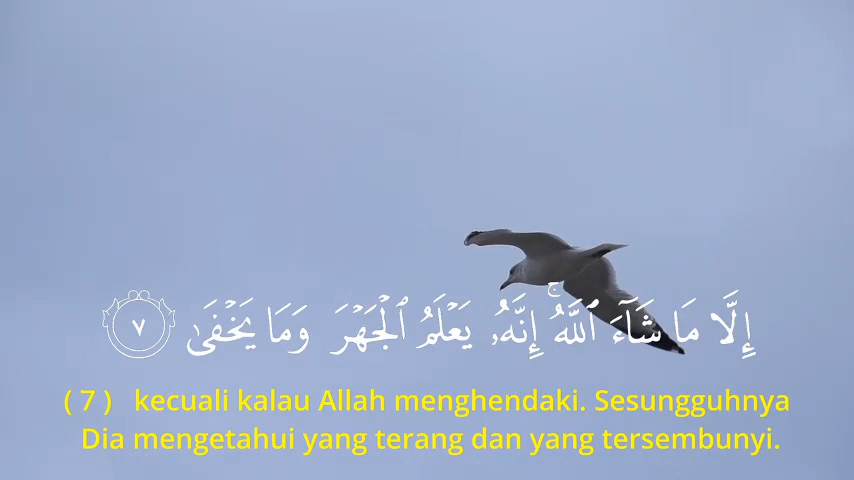 إِلَّا مَا شَآءَ ٱللَّهُۚ إِنَّهُۥ يَعۡلَمُ ٱلۡجَهۡرَ وَمَا يَخۡفَىٰ ٧
( 7 ) kecuali kalau Allah menghendaki. Sesungguhnya
Dia mengetahui yang terang dan yang tersembunyi.